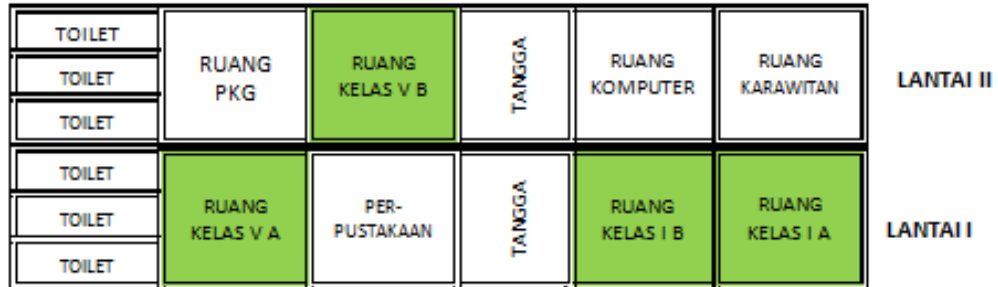 TOILET
TOILET
TOILET
RUANG
PKG
RUANG
KELAS V B
TANGGA
RUANG
KOMPUTER
RUANG
KARAWITAN
LANTAI II
TOILET
TOILET
TOILET
RUANG
KELAS V A
PER-
PUSTAKAAN
TANGGA
RUANG
KELAS I B
RUANG
KELAS I A
LANTAI I